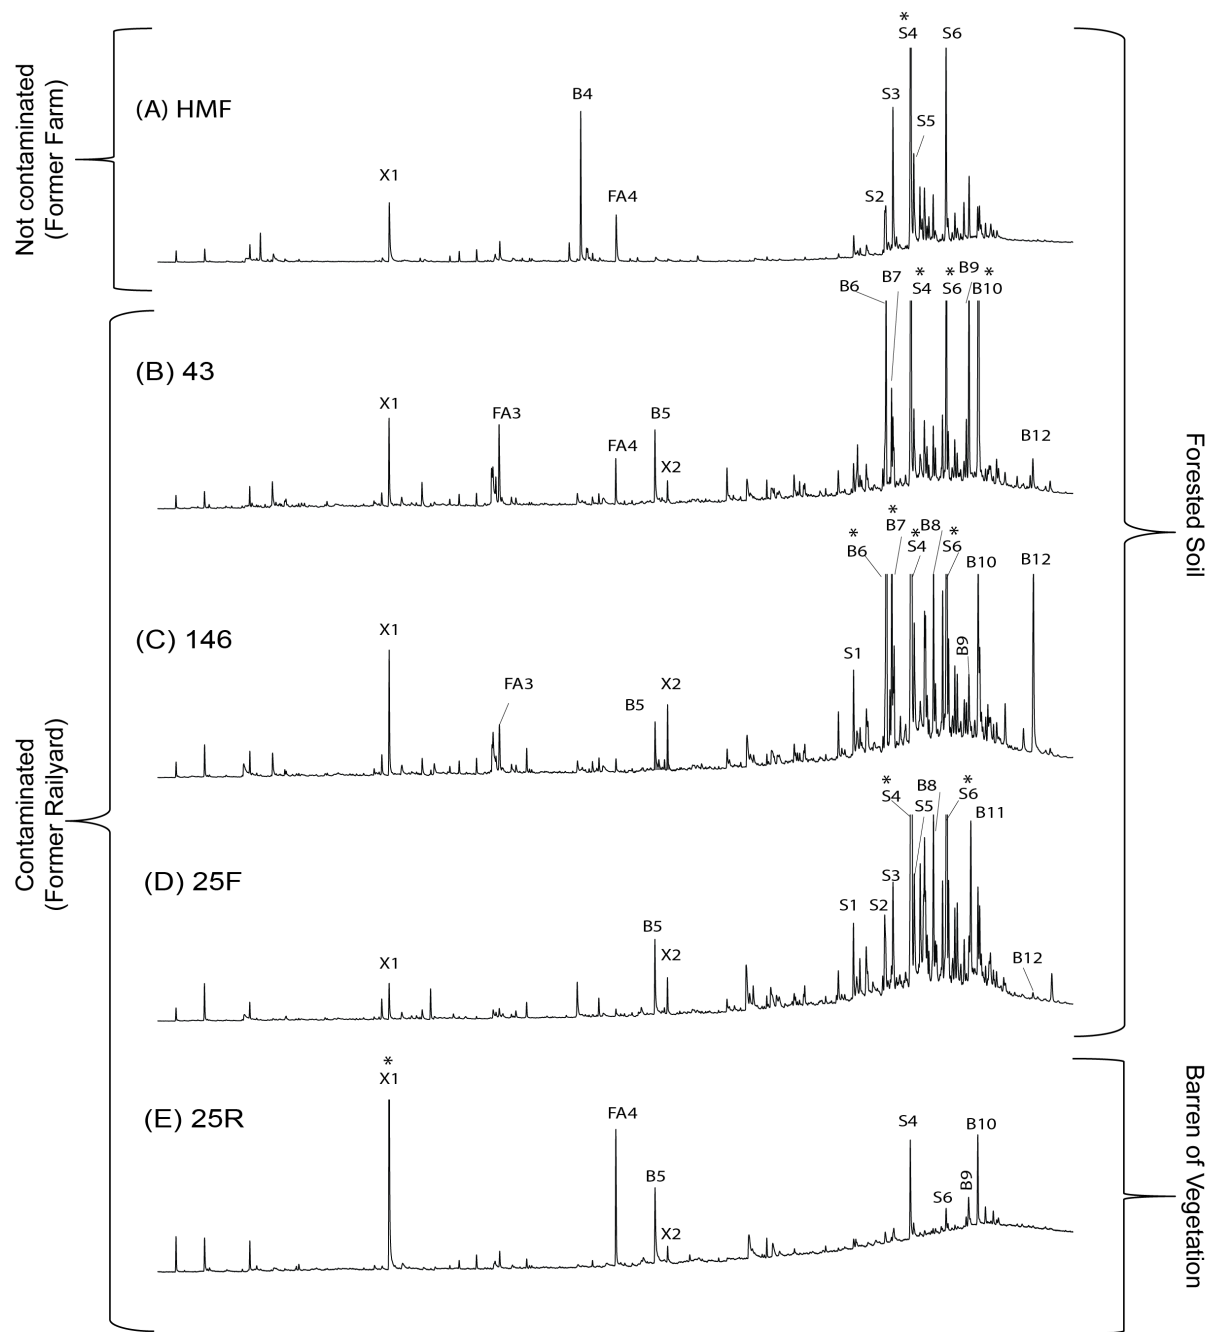 Not contaminated
(Former Farm)
(A) HMF
X1
B4
FA4
S2
S3
*
S4
S5
S6
Contaminated
(Former Railyard)
(B) 43
X1
FA3
FA4
B5
X2
B6
B7
*
S4
*
S6
B9
*
B10
B12
(C) 146
X1
FA3
B5
X2
S1
*
B6
*
B7
*
S4
B8
*
S6
B9
B10
B12
(D) 25F
X1
B5
X2
S1
S2
S3
*
S4
S5
B8
*
S6
B11
B12
(E) 25R
*
X1
FA4
B5
X2
S4
S6
B9
B10
Forested Soil
Barren of Vegetation